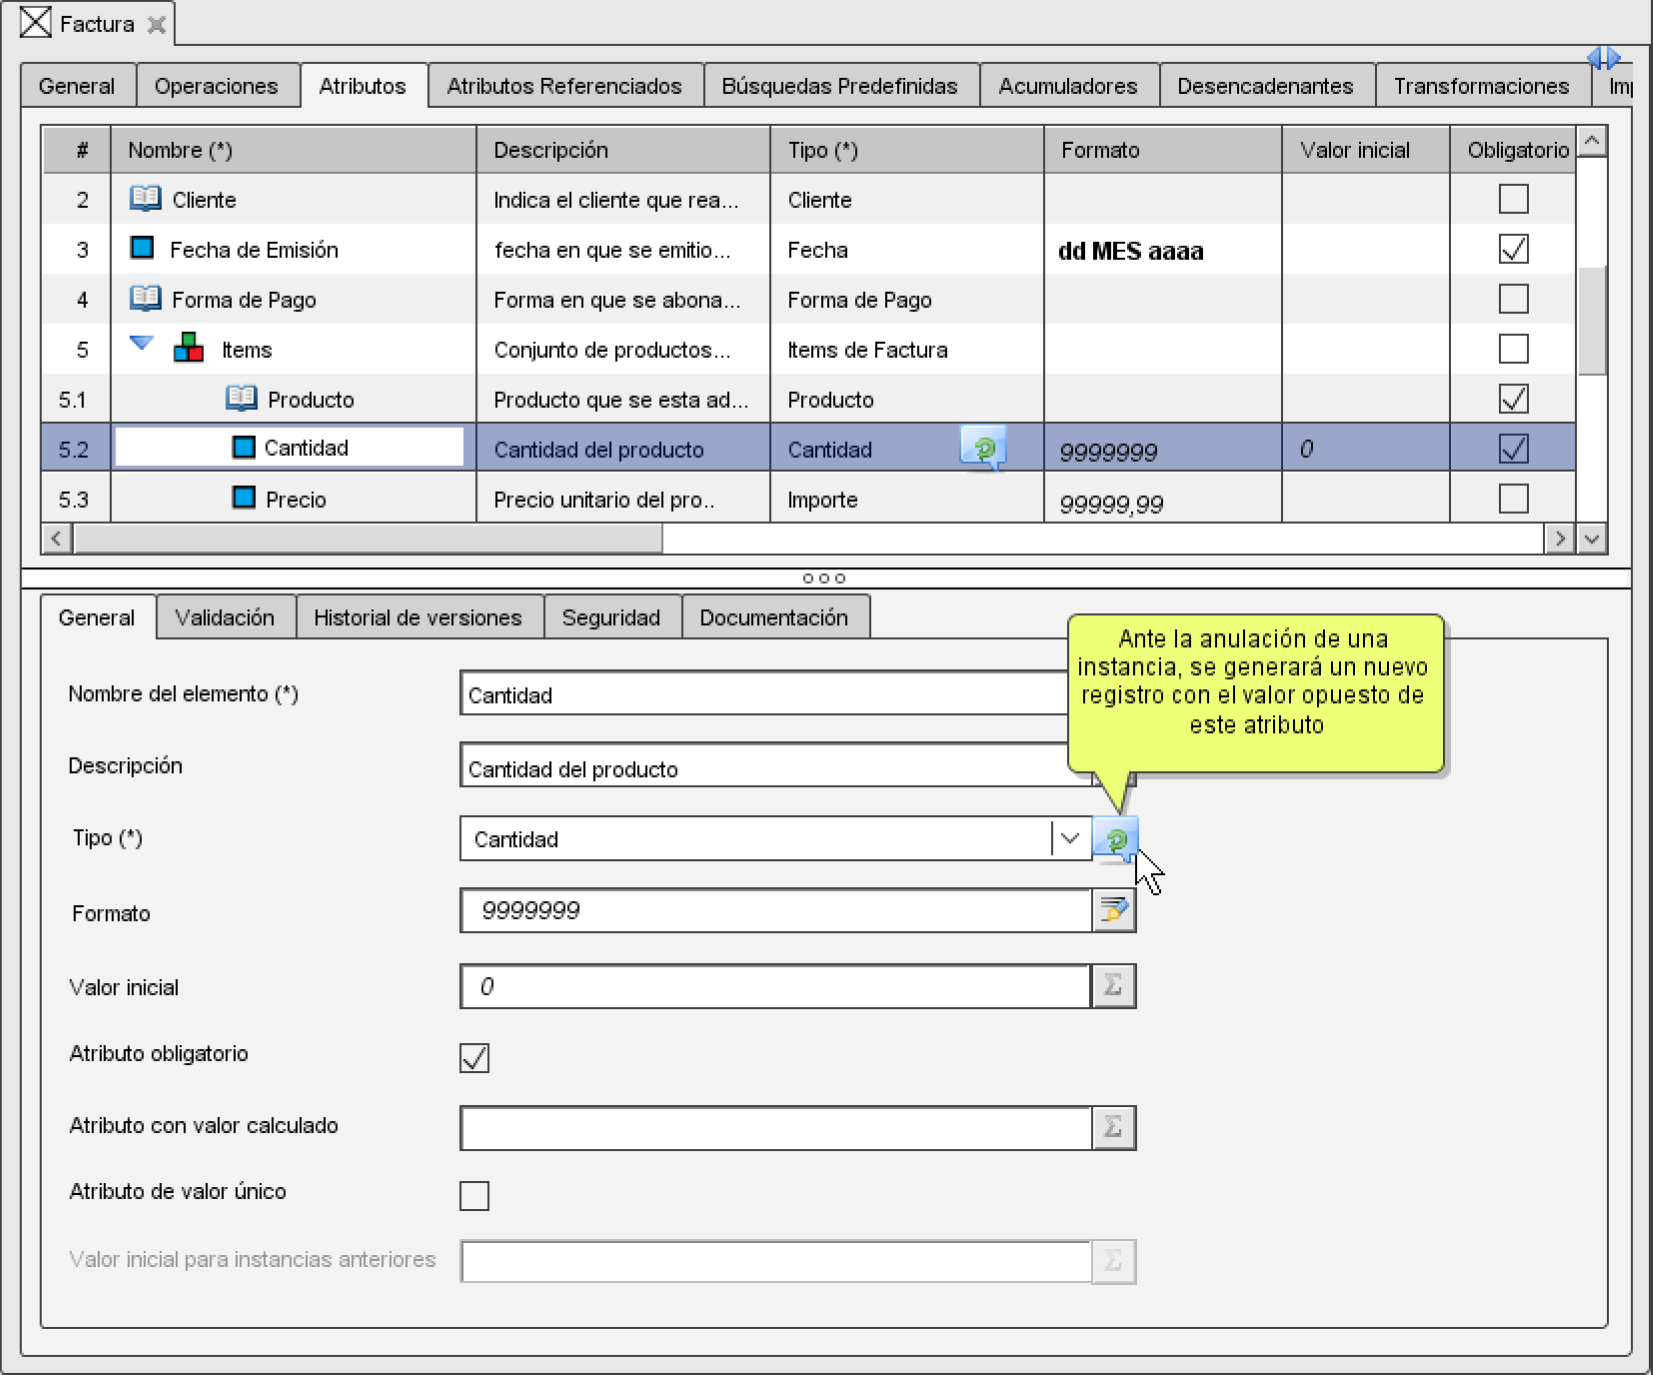 Factura
General Operaciones Atributos Atributos Referenciados Búsquedas Predefinidas Acumuladores Desencadenantes Transformaciones
# Nombre (*) Descripción Tipo (*) Formato Valor inicial Obligatorio
2 Cliente Indica el cliente que rea... Cliente
3 Fecha de Emisión fecha en que se emitio... Fecha dd MES aaaa
4 Forma de Pago Forma en que se abona... Forma de Pago
5 Items Conjunto de productos... Items de Factura
5.1 Producto Producto que se esta ad... Producto
5.2 Cantidad Cantidad del producto Cantidad 9999999 0
5.3 Precio Precio unitario del pro.. Importe 99999,99
General Validación Historial de versiones Seguridad Documentación
Ante la anulación de una
instancia, se generará un nuevo
registro con el valor opuesto de
este atributo
Nombre del elemento (*) Cantidad
Descripción Cantidad del producto
Tipo (*) Cantidad
Formato 9999999
Valor inicial 0 Σ
Atributo obligatorio
Atributo con valor calculado Σ
Atributo de valor único
Valor inicial para instancias anteriores Σ